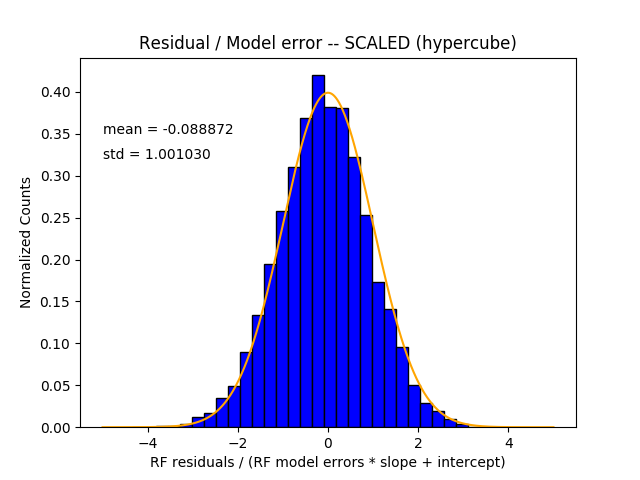 Residual / Model error -- SCALED (hypercube)
mean = -0.088872
std = 1.001030
Normalized Counts
0.40
0.35
0.30
0.25
0.20
0.15
0.10
0.05
0.00
−4
−2
0
2
4
RF residuals / (RF model errors * slope + intercept)